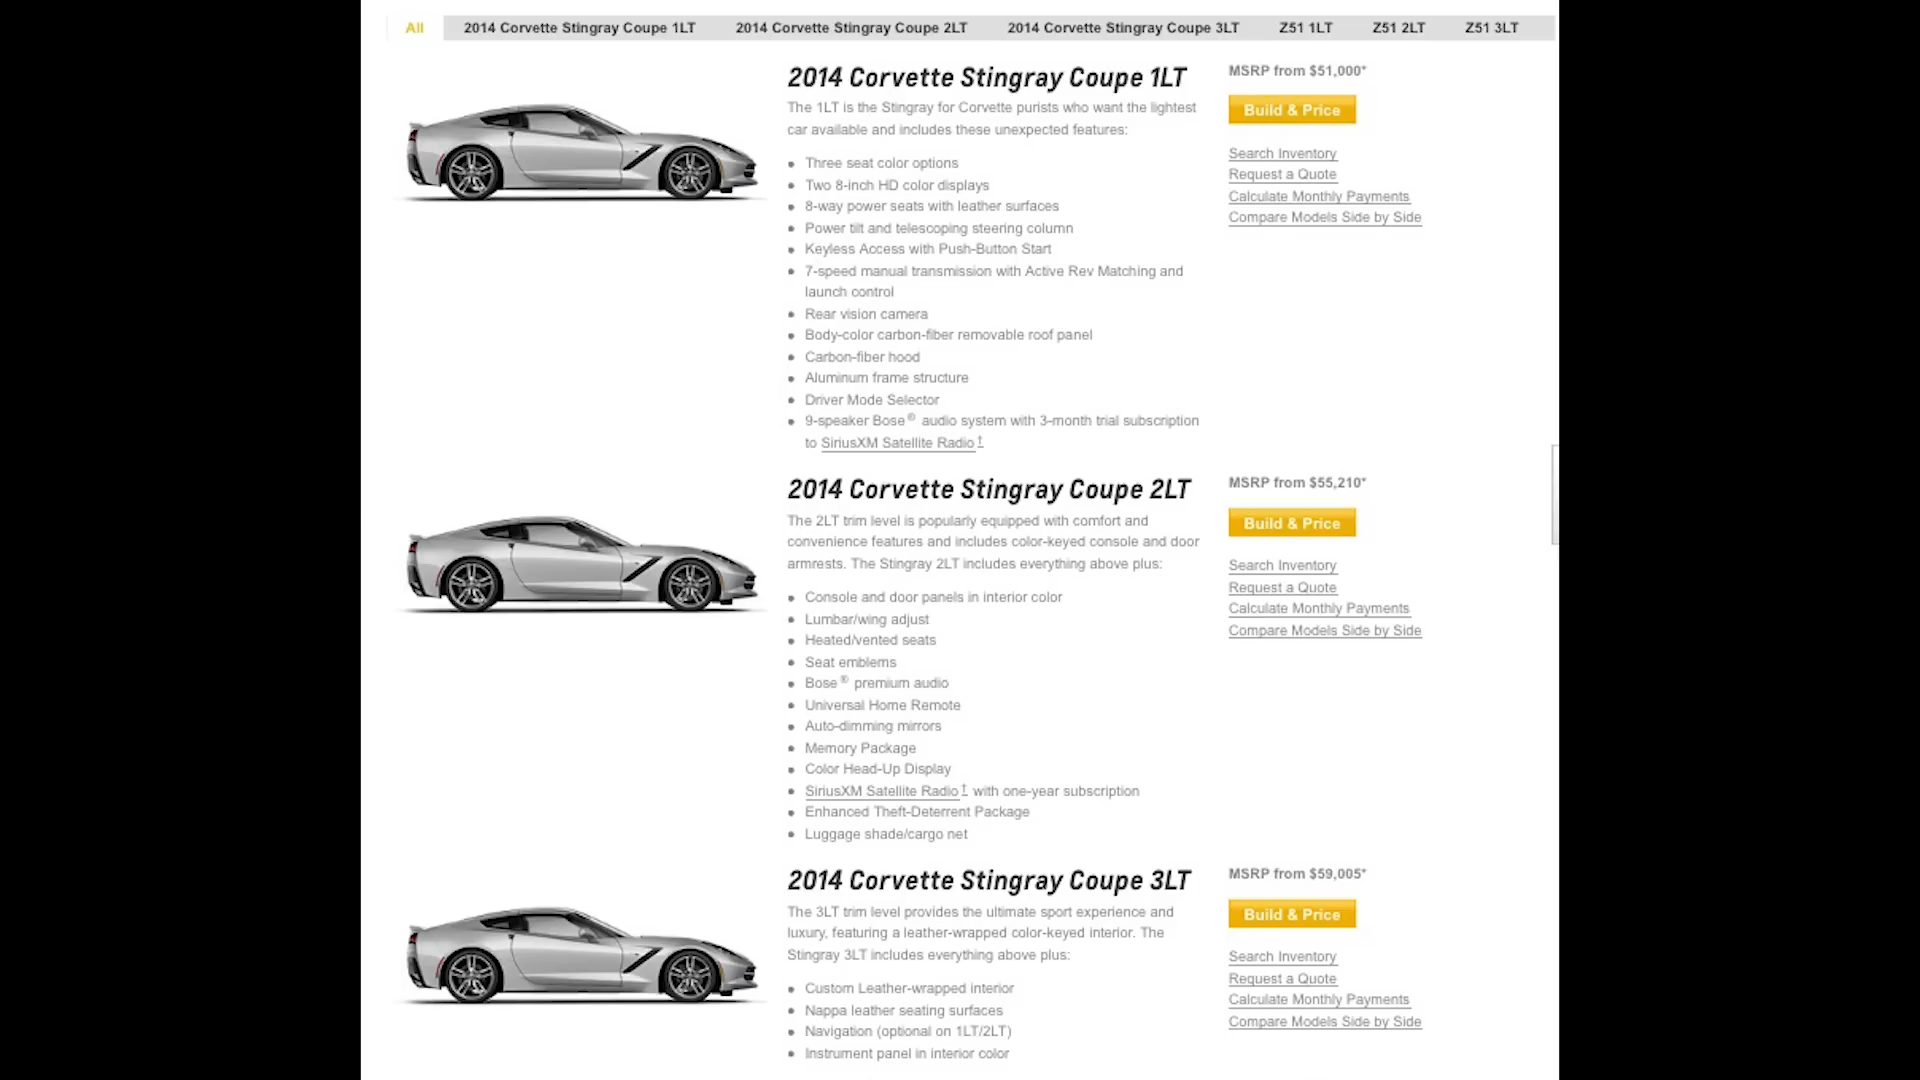 All 2014 Corvette Stingray Coupe 1LT 2014 Corvette Stingray Coupe 2LT 2014 Corvette Stingray Coupe 3LT Z51 1LT Z51 2LT Z51 3LT
2014 Corvette Stingray Coupe 1LT
The 1LT is the Stingray for Corvette purists who want the lightest
car available and includes these unexpected features:
• Three seat color options
• Two 8-inch HD color displays
• 8-way power seats with leather surfaces
• Power tilt and telescoping steering column
• Keyless Access with Push-Button Start
• 7-speed manual transmission with Active Rev Matching and
launch control
• Rear vision camera
• Body-color carbon-fiber removable roof panel
• Carbon-fiber hood
• Aluminum frame structure
• Driver Mode Selector
• 9-speaker Bose® audio system with 3-month trial subscription
to SiriusXM Satellite Radio†
MSRP from $51,000*
Build & Price
Search Inventory
Request a Quote
Calculate Monthly Payments
Compare Models Side by Side
2014 Corvette Stingray Coupe 2LT
The 2LT trim level is popularly equipped with comfort and
convenience features and includes color-keyed console and door
armrests. The Stingray 2LT includes everything above plus:
• Console and door panels in interior color
• Lumbar/wing adjust
• Heated/vented seats
• Seat emblems
• Bose® premium audio
• Universal Home Remote
• Auto-dimming mirrors
• Memory Package
• Color Head-Up Display
• SiriusXM Satellite Radio† with one-year subscription
• Enhanced Theft-Deterrent Package
• Luggage shade/cargo net
MSRP from $55,210*
Build & Price
Search Inventory
Request a Quote
Calculate Monthly Payments
Compare Models Side by Side
2014 Corvette Stingray Coupe 3LT
The 3LT trim level provides the ultimate sport experience and
luxury, featuring a leather-wrapped color-keyed interior. The
Stingray 3LT includes everything above plus:
• Custom Leather-wrapped interior
• Nappa leather seating surfaces
• Navigation (optional on 1LT/2LT)
• Instrument panel in interior color
MSRP from $59,005*
Build & Price
Search Inventory
Request a Quote
Calculate Monthly Payments
Compare Models Side by Side